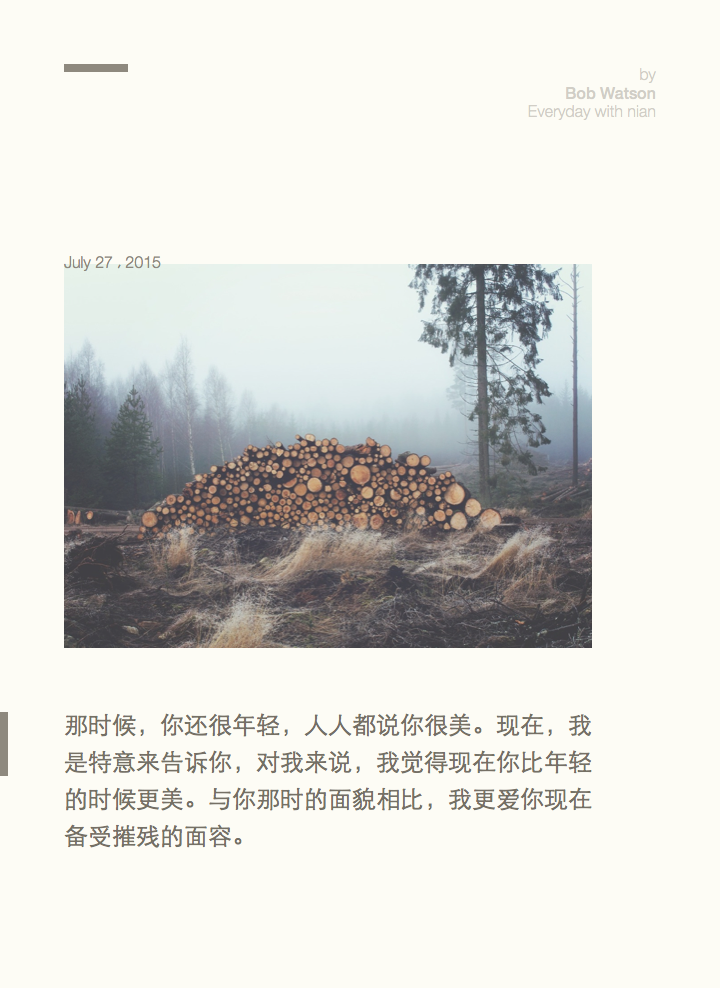 by
Bob Watson
Everyday with nian
July 27 , 2015
那时候，你还很年轻，人人都说你很美。现在，我
是特意来告诉你，对我来说，我觉得现在你比年轻
的时候更美。与你那时的面貌相比，我更爱你现在
备受摧残的面容。